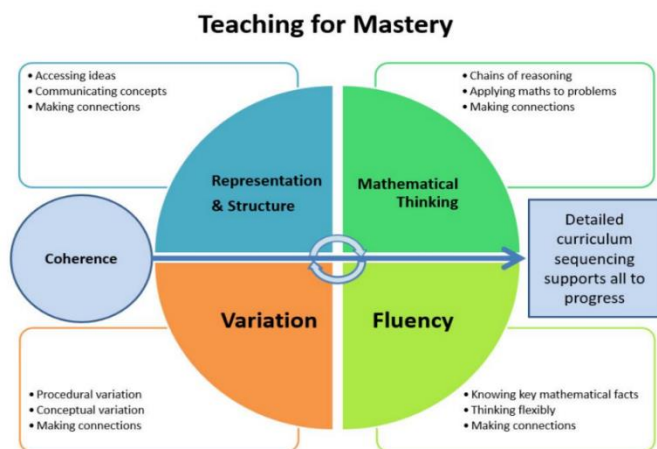 Teaching for Mastery
• Accessing ideas
• Communicating concepts
• Making connections
• Chains of reasoning
• Applying maths to problems
• Making connections
Representation
& Structure
Mathematical
Thinking
Coherence
Detailed
curriculum
sequencing
supports all to
progress
Variation
Fluency
• Procedural variation
• Conceptual variation
• Making connections
• Knowing key mathematical facts
• Thinking flexibly
• Making connections